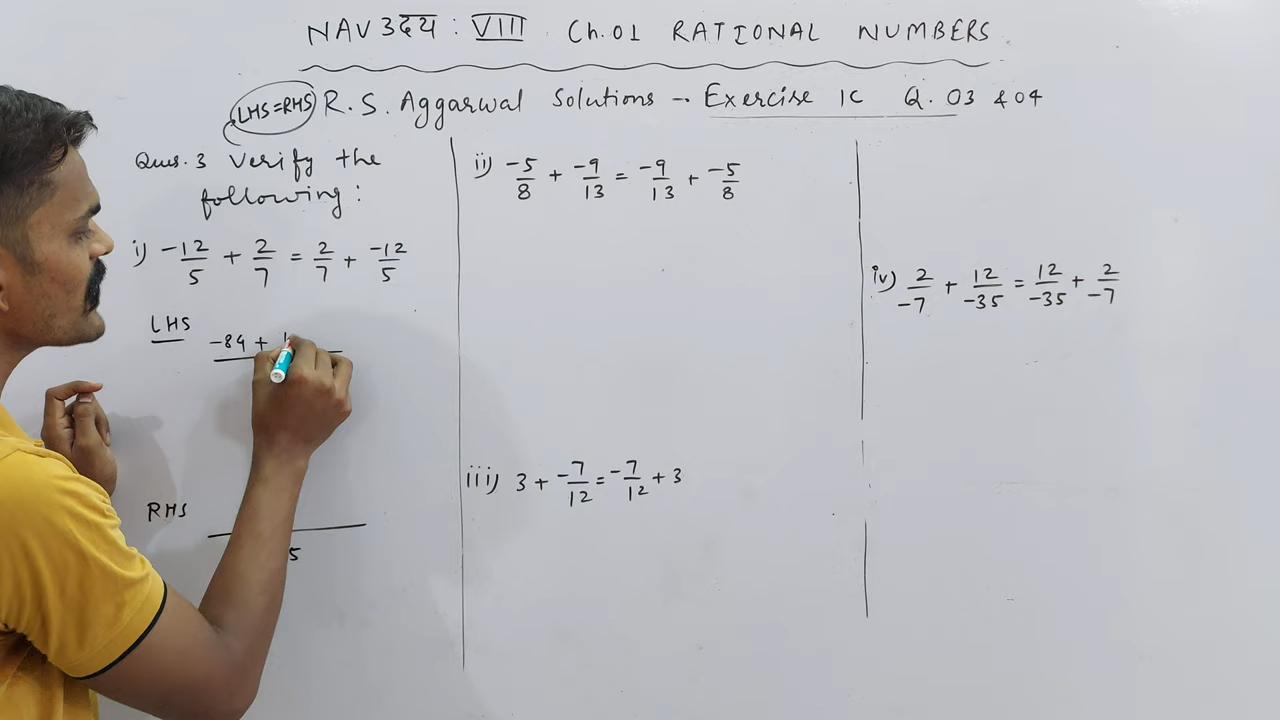 NAVउदय : VIII Ch.01 RATIONAL NUMBERS
LHS=RHS R.S. Aggarwal Solutions - Exercise 1C Q. 03 & 04
Ques. 3 Verify the
following :
i) -12/5 + 2/7 = 2/7 + -12/5
LHS -84 +
RHS
5
ii) -5/8 + -9/13 = -9/13 + -5/8
iii) 3 + -7/12 = -7/12 + 3
iv) 2/-7 + 12/-35 = 12/-35 + 2/-7